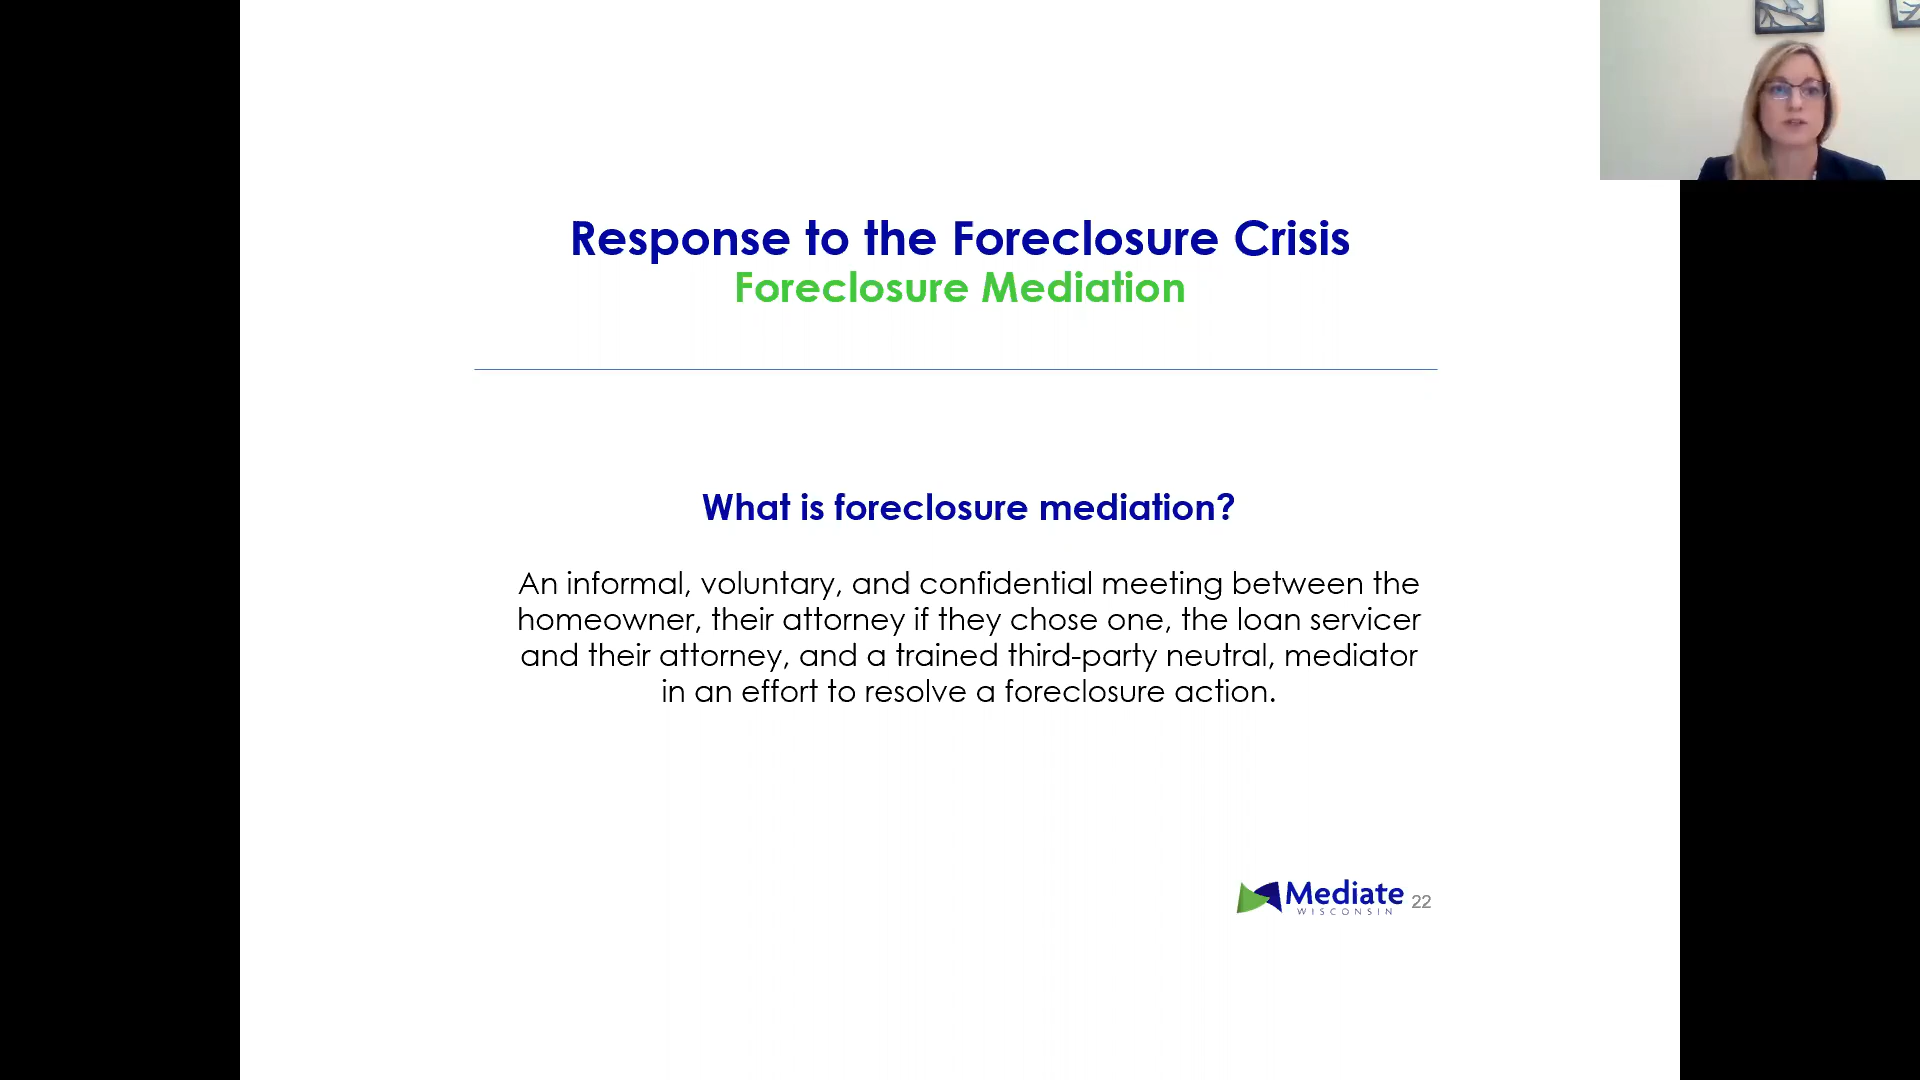 Response to the Foreclosure Crisis
Foreclosure Mediation
What is foreclosure mediation?
An informal, voluntary, and confidential meeting between the
homeowner, their attorney if they chose one, the loan servicer
and their attorney, and a trained third-party neutral, mediator
in an effort to resolve a foreclosure action.
Mediate
WISCONSIN
22